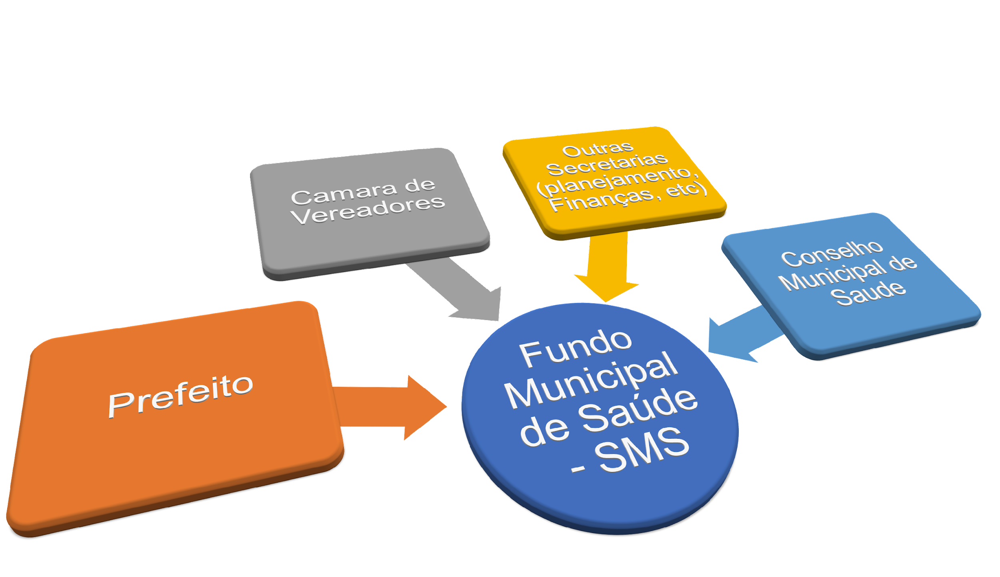 Prefeito
Camara de
Vereadores
Outras
Secretarias
(planejamento,
Finanças, etc)
Conselho
Municipal de
Saude
Fundo
Municipal
de Saúde
- SMS